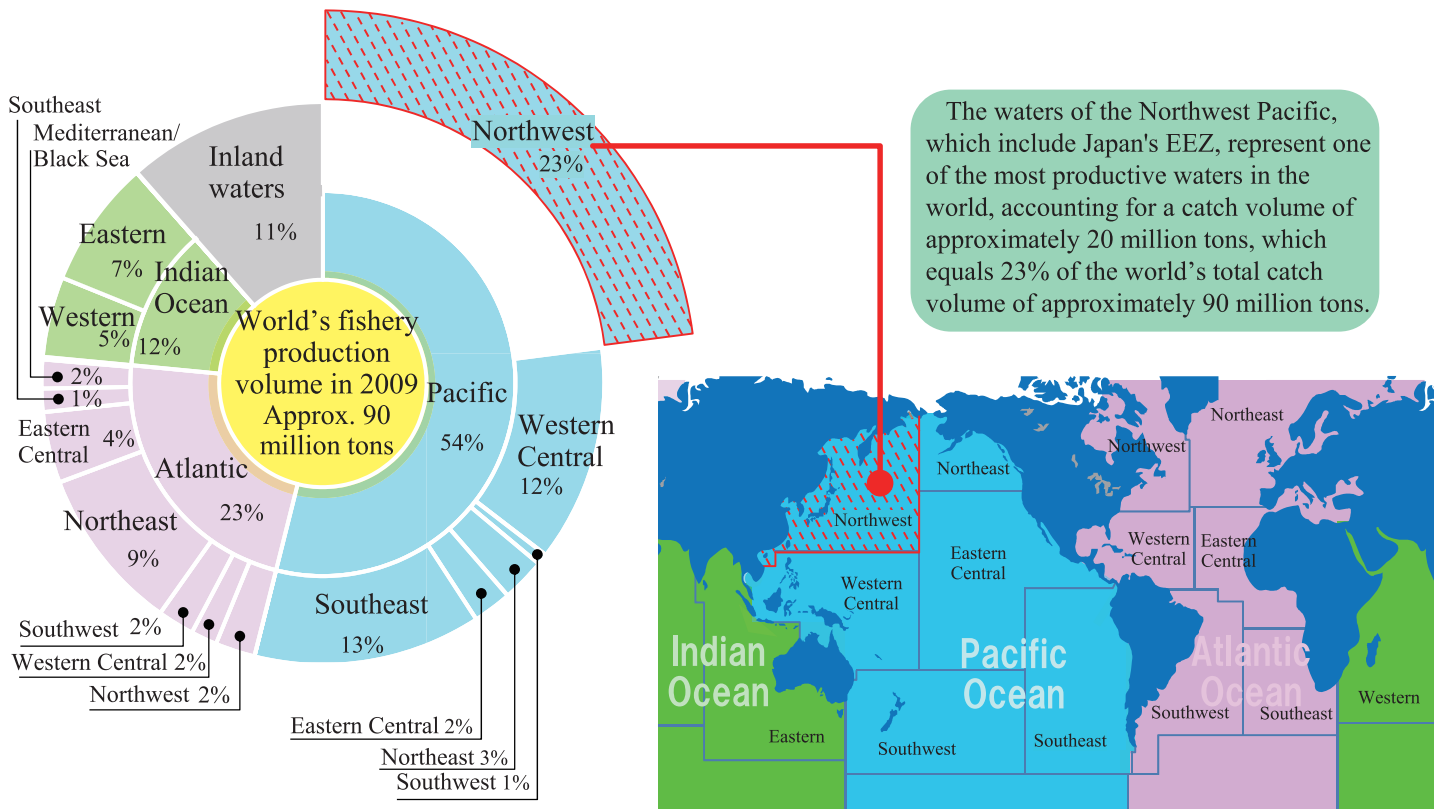 Southeast
Mediterranean/
Black Sea
Inland
waters
11%
Eastern
7%
Indian
Ocean
12%
Western
5%
2%
1%
Eastern
Central
4%
Atlantic
23%
Northeast
9%
Southwest 2%
Western Central 2%
Northwest 2%
World's fishery
production
volume in 2009
Approx. 90
million tons
Pacific
54%
Northwest
23%
Western
Central
12%
Southeast
13%
Eastern Central 2%
Northeast 3%
Southwest 1%
The waters of the Northwest Pacific,
which include Japan's EEZ, represent one
of the most productive waters in the
world, accounting for a catch volume of
approximately 20 million tons, which
equals 23% of the world’s total catch
volume of approximately 90 million tons.
Northeast
Northwest
Northeast
Northwest
Western
Central
Eastern
Central
Eastern
Central
Western
Central
Indian
Ocean
Pacific
Ocean
Atlantic
Ocean
Western
Southwest
Southeast
Eastern
Southwest
Southeast